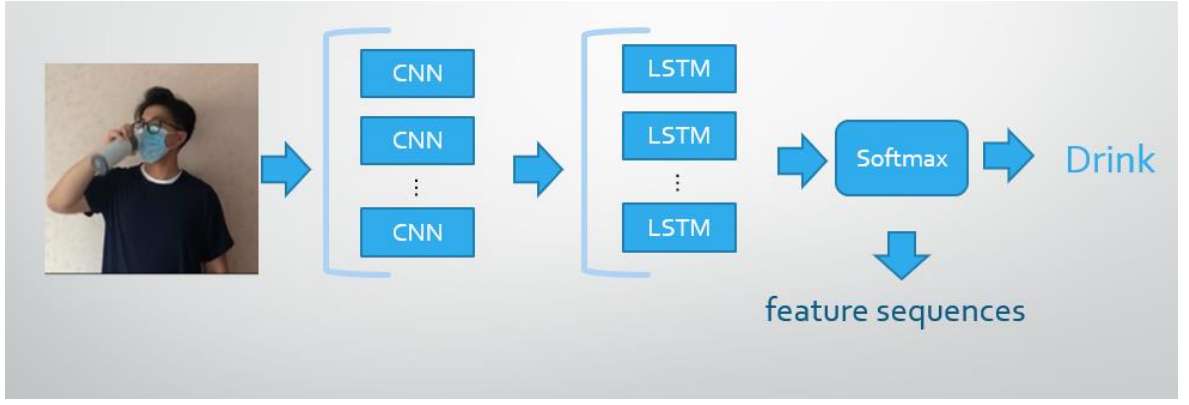 CNN
CNN
⋮
CNN
LSTM
LSTM
⋮
LSTM
Softmax
Drink
feature sequences